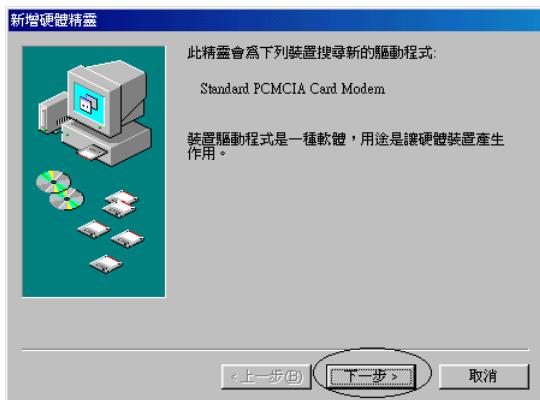 新增硬體精靈
此精靈會為下列裝置搜尋新的驅動程式:
Standard PCMCIA Card Modem
裝置驅動程式是一種軟體，用途是讓硬體裝置產生
作用。
<上一步(B)
下一步 >
取消